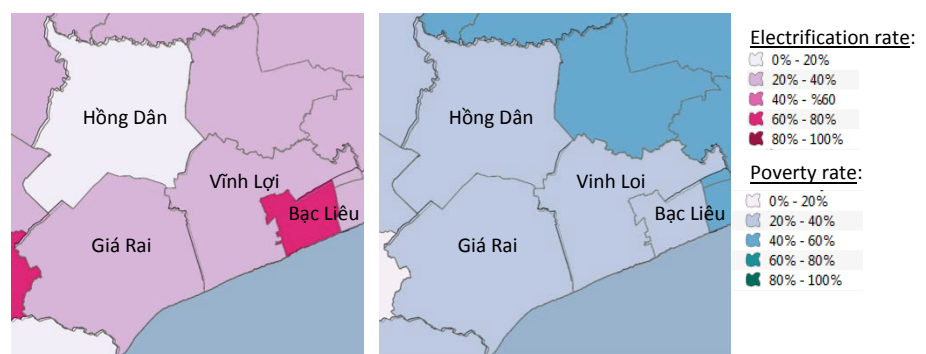 Hồng Dân
Vĩnh Lợi
Bạc Liêu
Giá Rai
Hồng Dân
Vinh Loi
Bạc Liêu
Giá Rai
Electrification rate:
0% - 20%
20% - 40%
40% - %60
60% - 80%
80% - 100%
Poverty rate:
0% - 20%
20% - 40%
40% - 60%
60% - 80%
80% - 100%